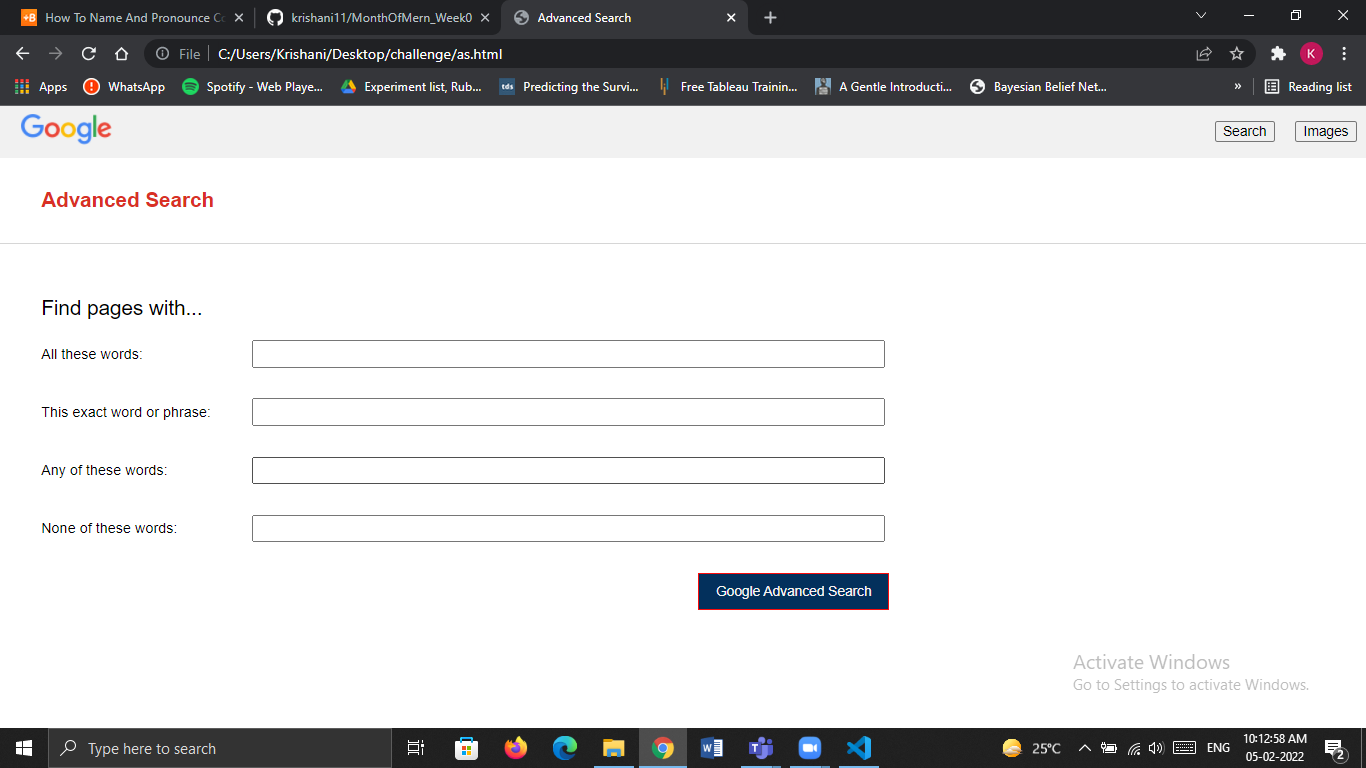 How To Name And Pronounce Co
krishani11/MonthOfMern_Week0
Advanced Search
File C:/Users/Krishani/Desktop/challenge/as.html
K
Apps WhatsApp Spotify - Web Playe... Experiment list, Rub... tds Predicting the Survi... Free Tableau Trainin... A Gentle Introducti... Bayesian Belief Net... » Reading list
Google Search Images
Advanced Search
Find pages with...
All these words:
This exact word or phrase:
Any of these words:
None of these words:
Google Advanced Search
Activate Windows
Go to Settings to activate Windows.
Type here to search
25°C ENG
10:12:58 AM
05-02-2022
2